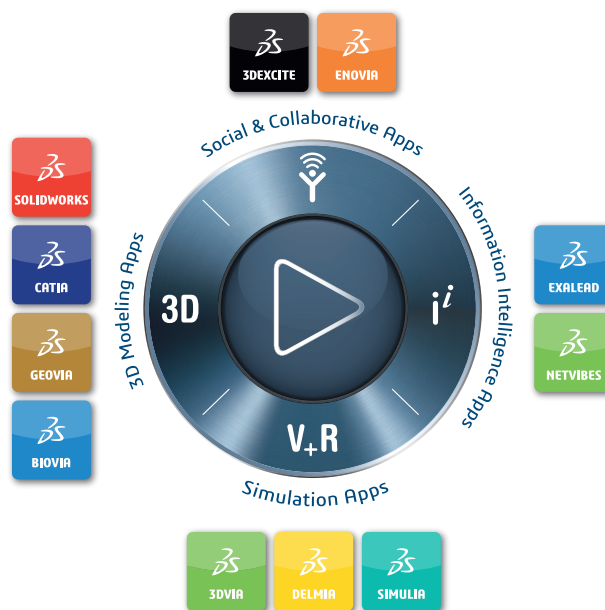 3DEXCITE
ENOVIA
Social & Collaborative Apps
SOLIDWORKS
CATIA
GEOVIA
BIOVIA
3D Modeling Apps
3D
i i
V+R
Information Intelligence Apps
EXALEAD
NETVIBES
Simulation Apps
3DVIA
DELMIA
SIMULIA